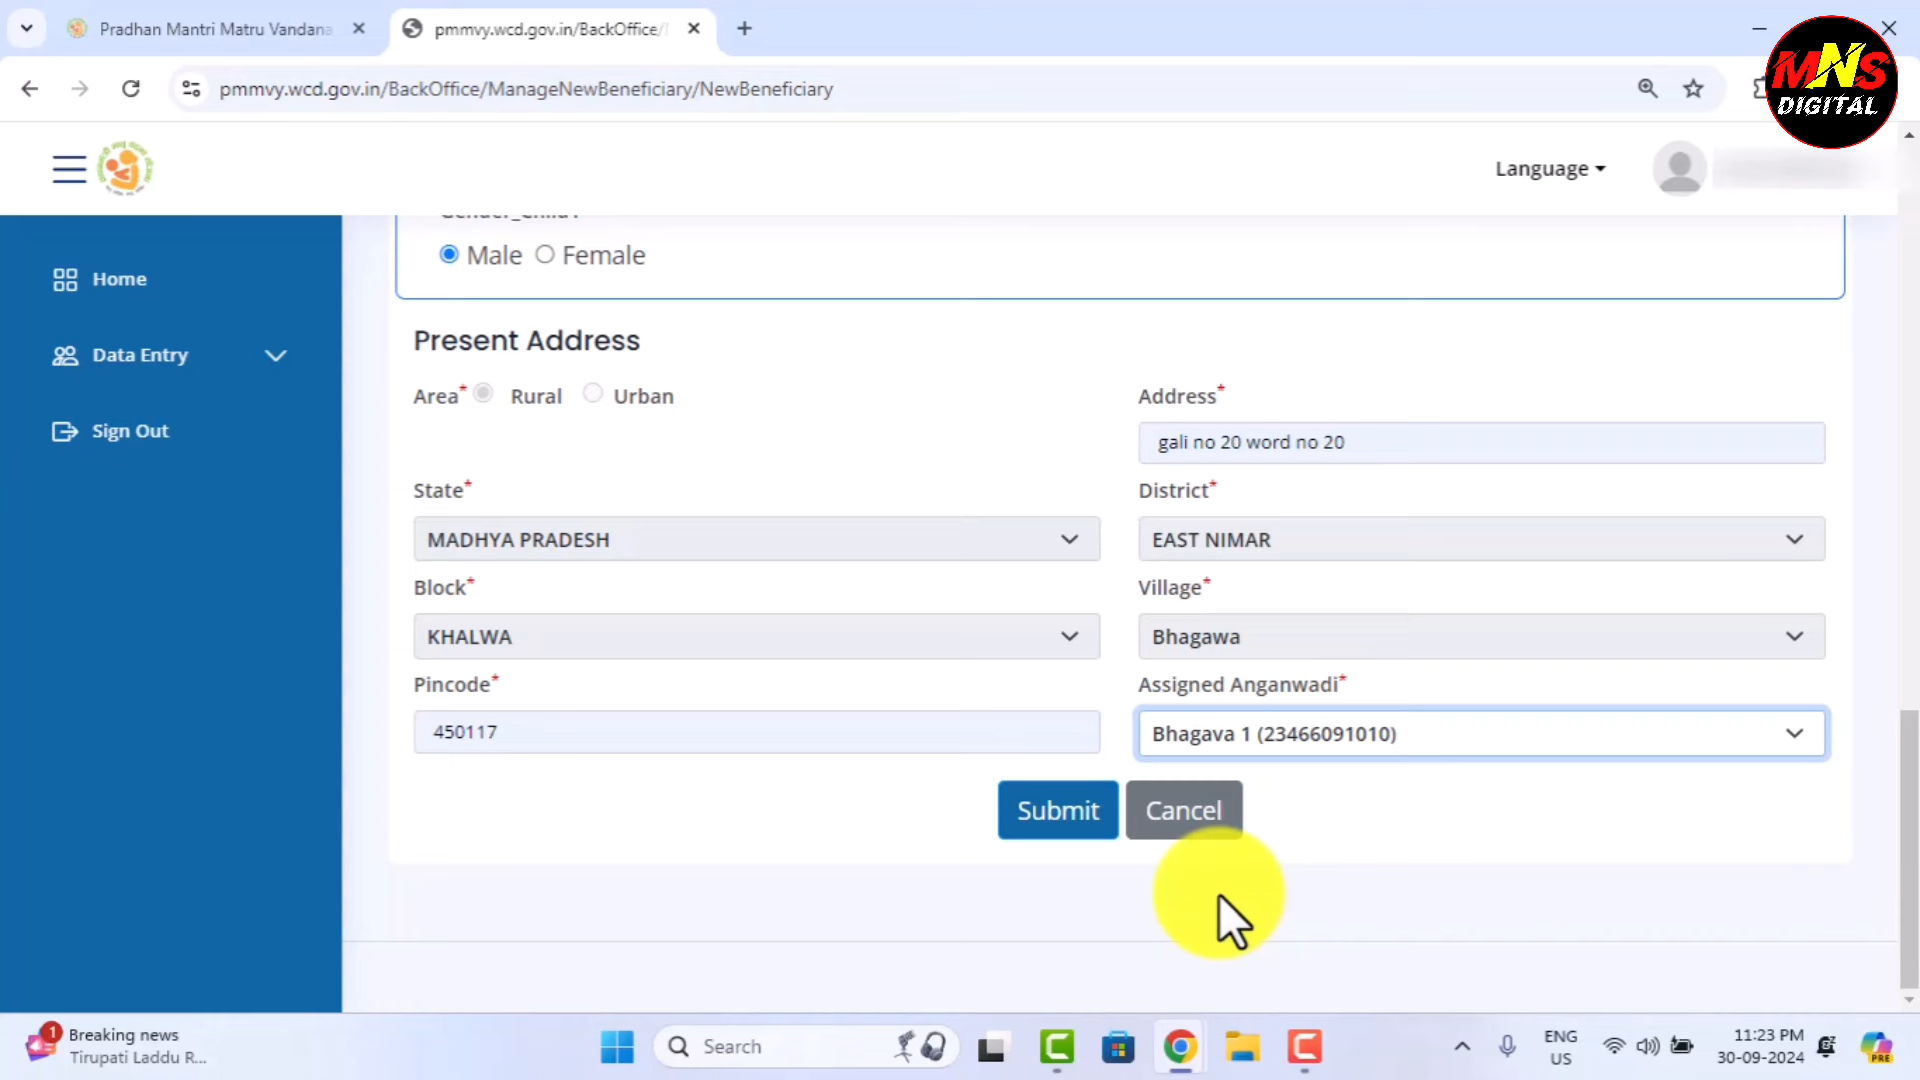 Pradhan Mantri Matru Vandana
pmmvy.wcd.gov.in/BackOffice/
pmmvy.wcd.gov.in/BackOffice/ManageNewBeneficiary/NewBeneficiary
MNS
DIGITAL
Language
Home
Data Entry
Sign Out
Male
Female
Present Address
Area*
Rural
Urban
Address*
gali no 20 word no 20
State*
District*
MADHYA PRADESH
EAST NIMAR
Block*
Village*
KHALWA
Bhagawa
Pincode*
Assigned Anganwadi*
450117
Bhagava 1 (23466091010)
Submit
Cancel
1
Breaking news
Tirupati Laddu R...
Search
ENG
US
11:23 PM
30-09-2024
PRE